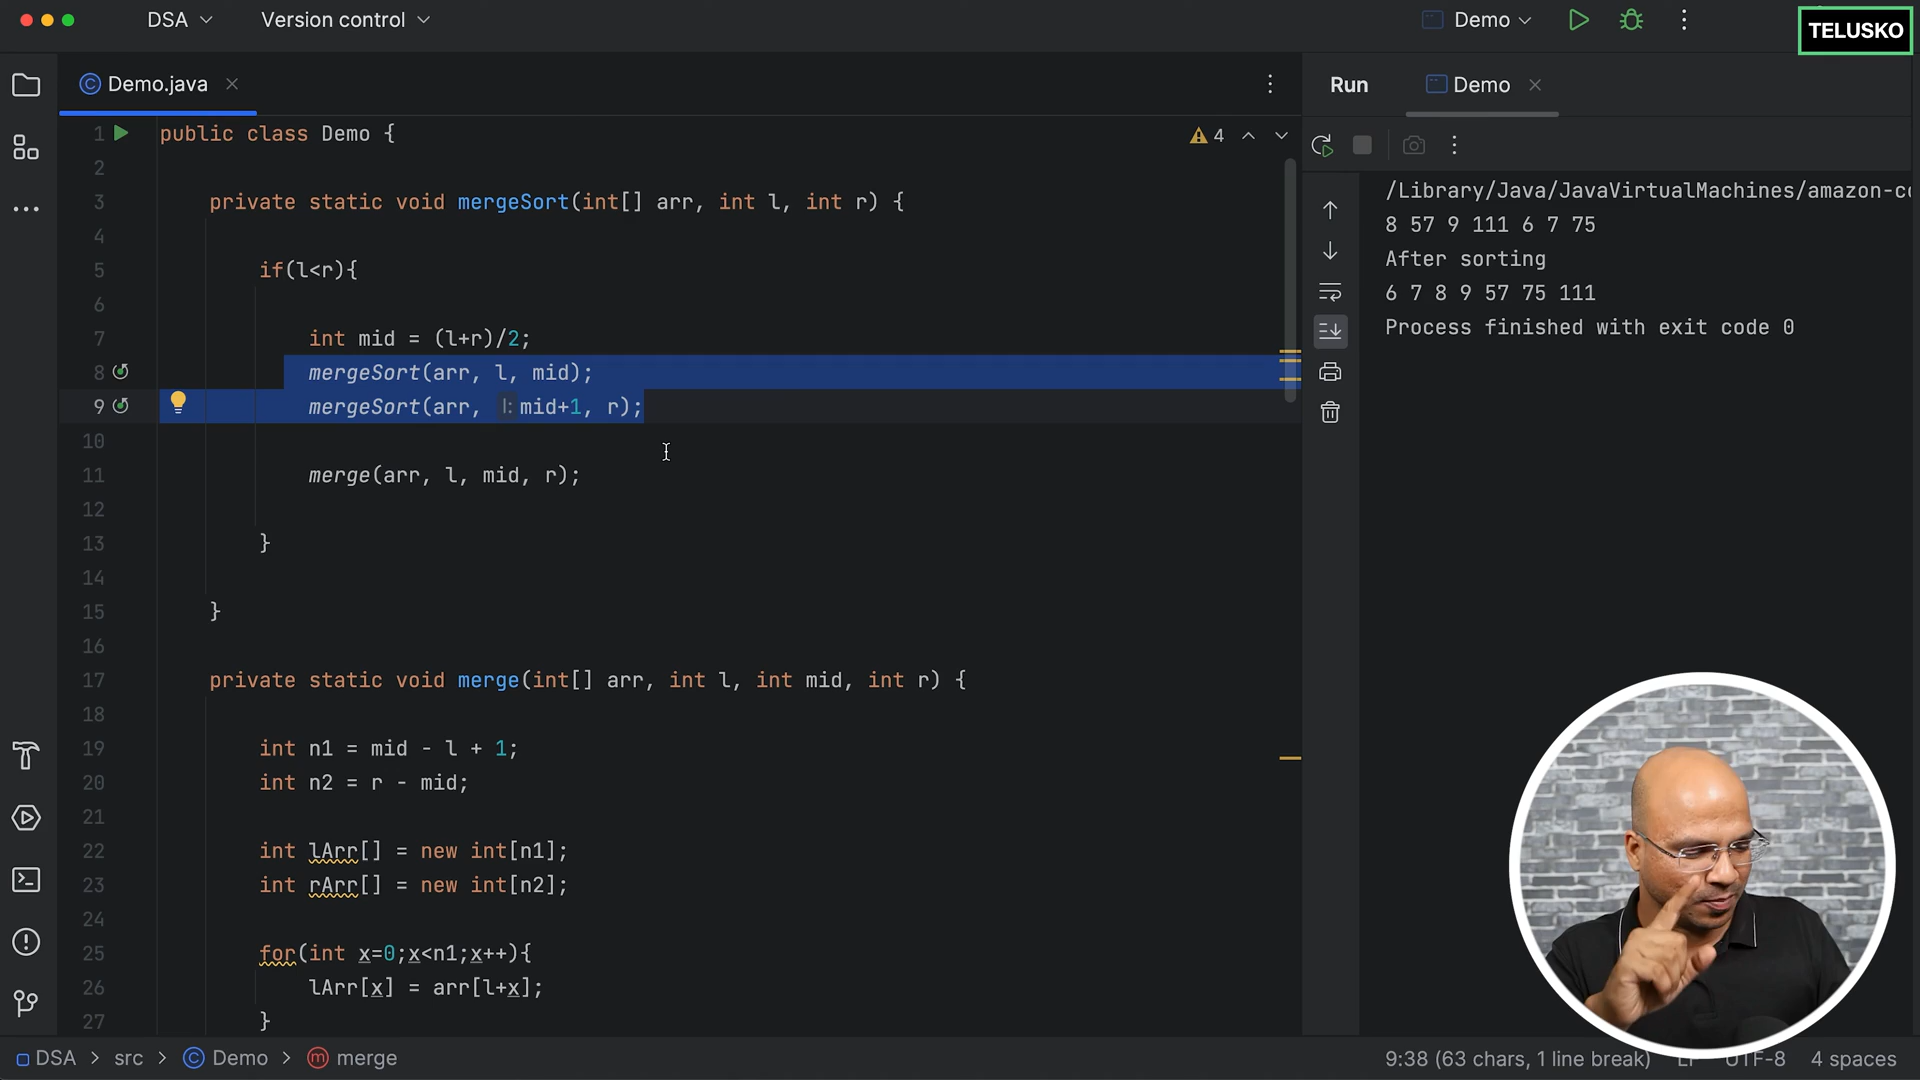 DSA
Version control
Demo
TELUSKO
Demo.java
Run
Demo
1 public class Demo {
4
2
3 private static void mergeSort(int[] arr, int l, int r) {
4
5 if(l<r){
6
7 int mid = (l+r)/2;
8 mergeSort(arr, l, mid);
9 mergeSort(arr, l: mid+1, r);
10
11 merge(arr, l, mid, r);
12
13 }
14
15 }
16
17 private static void merge(int[] arr, int l, int mid, int r) {
18
19 int n1 = mid - l + 1;
20 int n2 = r - mid;
21
22 int lArr[] = new int[n1];
23 int rArr[] = new int[n2];
24
25 for(int x=0;x<n1;x++){
26 lArr[x] = arr[l+x];
27 }
/Library/Java/JavaVirtualMachines/amazon-co
8 57 9 111 6 7 75
After sorting
6 7 8 9 57 75 111
Process finished with exit code 0
DSA > src > Demo > merge
9:38 (63 chars, 1 line break) LF UTF-8 4 spaces